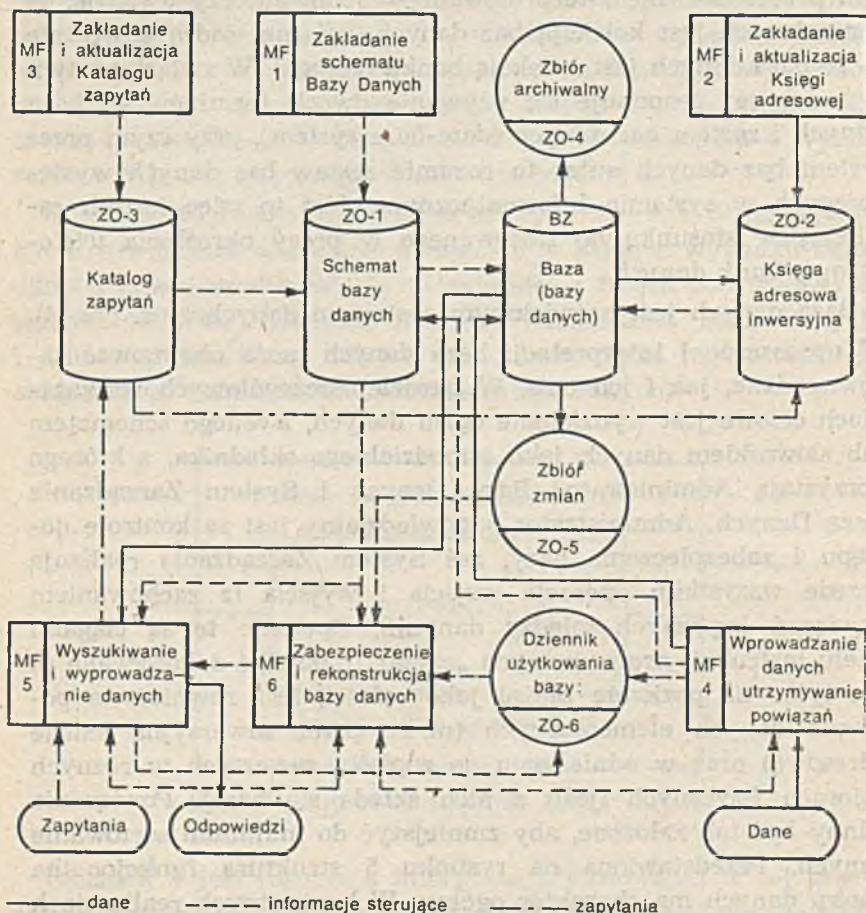 MF
3
Zakładanie
i aktualizacja
Katalogu
zapytań
MF
1
Zakładanie
schematu
Bazy Danych
Zbiór
archiwalny
ZO-4
MF
2
Zakładanie
i aktualizacja
Księgi
adresowej
ZO-3
Katalog
zapytań
ZO-1
Schemat
bazy
danych
BZ
Baza
(bazy
danych)
ZO-2
Księga
adresowa
inwersyjna
Zbiór
zmian
ZO-5
MF
5
Wyszukiwanie
i wyprowadza-
nie danych
MF
6
Zabezpieczenie
i rekonstrukcja
bazy danych
Dziennik
użytkowania
bazy
ZO-6
MF
4
Wprowadzanie
danych
i utrzymywanie
powiązań
Zapytania
Odpowiedzi
Dane
dane
informacje sterujące
zapytania